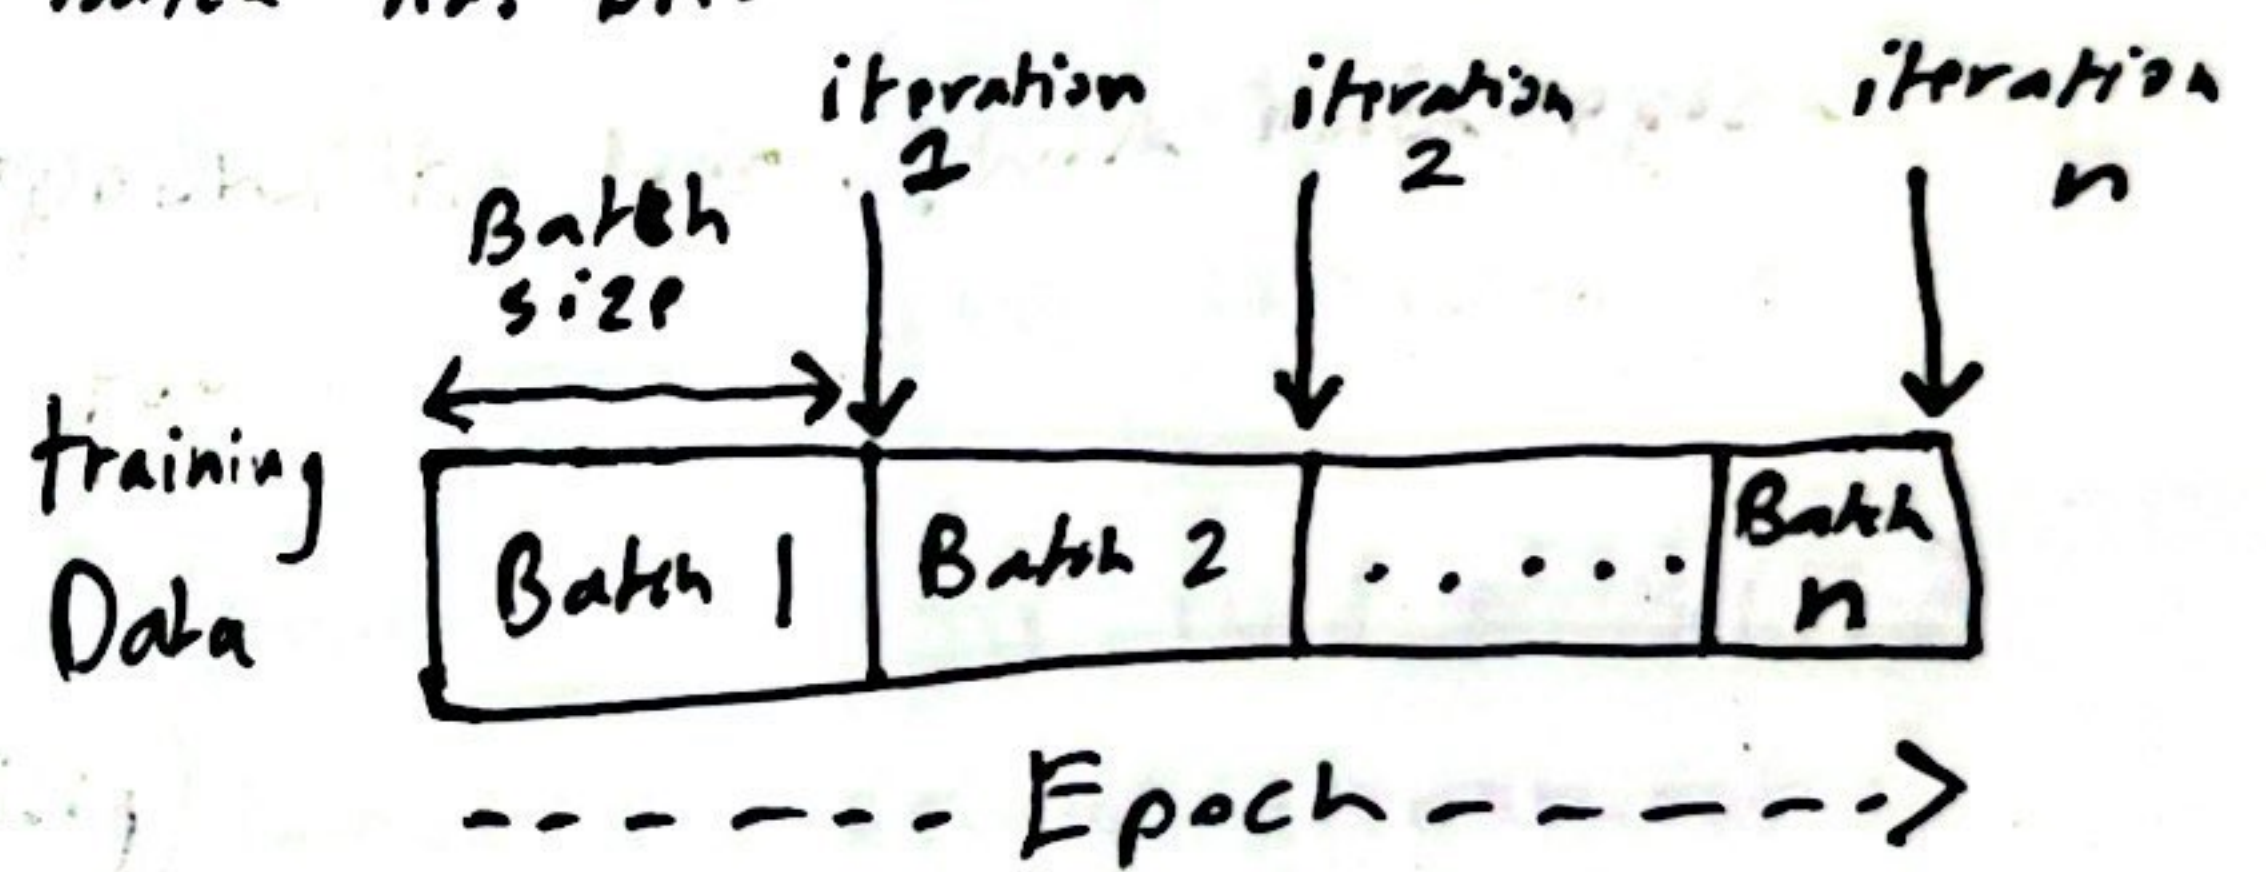 iteration
1
iteration
2
iteration
n
Batch
size
training
Data
Batch 1
Batch 2
.....
Batch
n
------- Epoch ------>